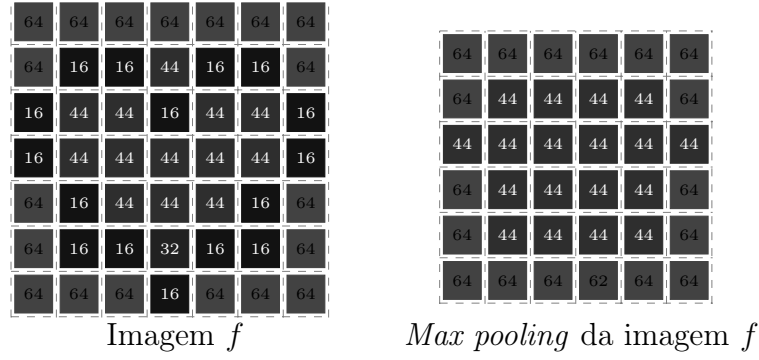 64 64 64 64 64 64 64
64 16 16 44 16 16 64
16 44 44 16 44 44 16
16 44 44 44 44 44 16
64 16 44 44 44 16 64
64 16 16 32 16 16 64
64 64 64 16 64 64 64
Imagem f
64 64 64 64 64 64
64 44 44 44 44 64
44 44 44 44 44 44
64 44 44 44 44 64
64 44 44 44 44 64
64 64 64 62 64 64
Max pooling da imagem f